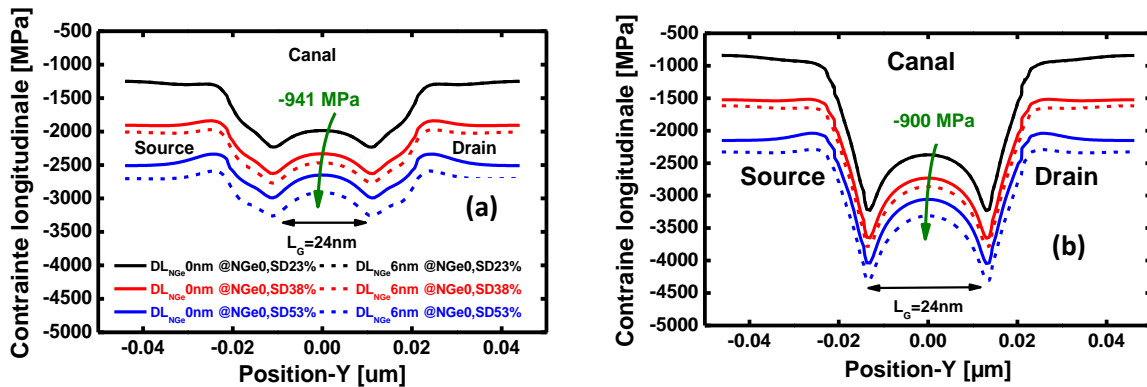 (a)
Contrainte longitudinale [MPa]
-500
-1000
-1500
-2000
-2500
-3000
-3500
-4000
-4500
-5000
Canal
-941 MPa
Source
Drain
(a)
LG=24nm
DLNGe0nm @NGe0,SD23%
DLNGe6nm @NGe0,SD23%
DLNGe0nm @NGe0,SD38%
DLNGe6nm @NGe0,SD38%
DLNGe0nm @NGe0,SD53%
DLNGe6nm @NGe0,SD53%
-0.04
-0.02
0.00
0.02
0.04
Position-Y [um]
(b)
Contraine longitudinale [MPa]
-500
-1000
-1500
-2000
-2500
-3000
-3500
-4000
-4500
-5000
Canal
-900 MPa
Source
Drain
(b)
LG=24nm
-0.04
-0.02
0.00
0.02
0.04
Position-Y [µm]